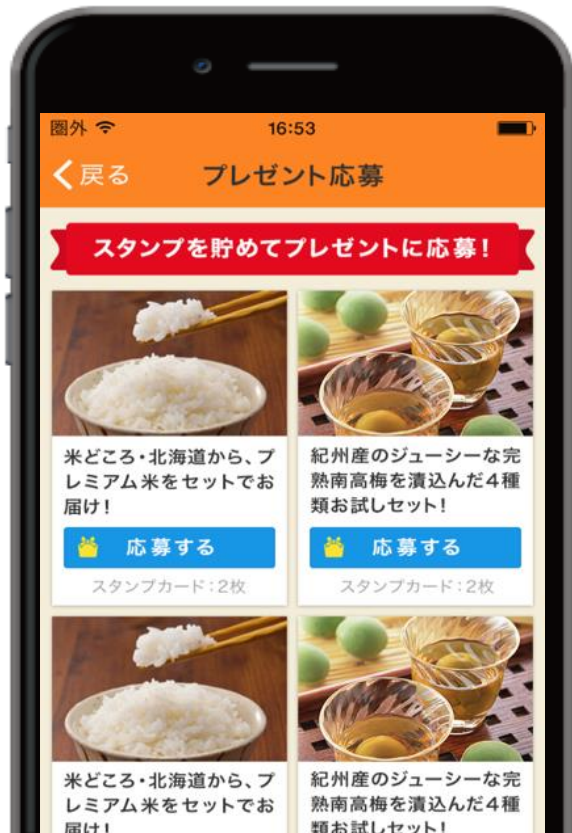 圏外 16:53
戻る プレゼント応募
スタンプを貯めてプレゼントに応募!
米どころ・北海道から、プ
レミアム米をセットでお
届け!
応募する
スタンプカード:2枚
紀州産のジューシーな完
熟南高梅を漬込んだ4種
類お試しセット!
応募する
スタンプカード:2枚
米どころ・北海道から、プ
レミアム米をセットでお
届け!
紀州産のジューシーな完
熟南高梅を漬込んだ4種
類お試しセット!